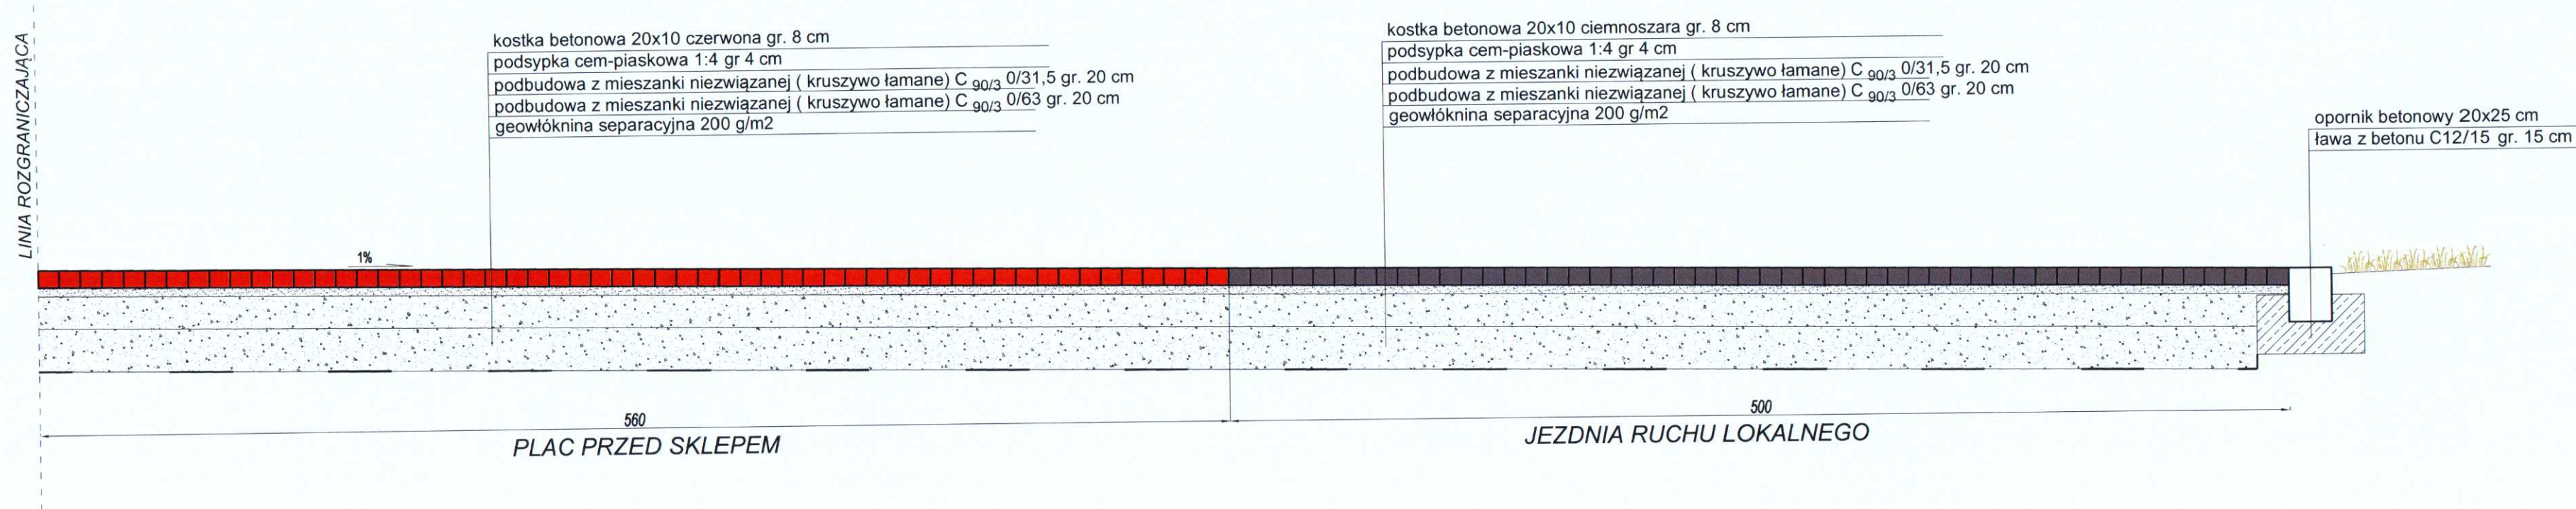 LINIA ROZGRANICZAJĄCA
kostka betonowa 20x10 czerwona gr. 8 cm
podsypka cem-piaskowa 1:4 gr 4 cm
podbudowa z mieszanki niezwiązanej ( kruszywo łamane) C 90/3 0/31,5 gr. 20 cm
podbudowa z mieszanki niezwiązanej ( kruszywo łamane) C 90/3 0/63 gr. 20 cm
geowłóknina separacyjna 200 g/m2
kostka betonowa 20x10 ciemnoszara gr. 8 cm
podsypka cem-piaskowa 1:4 gr 4 cm
podbudowa z mieszanki niezwiązanej ( kruszywo łamane) C 90/3 0/31,5 gr. 20 cm
podbudowa z mieszanki niezwiązanej ( kruszywo łamane) C 90/3 0/63 gr. 20 cm
geowłóknina separacyjna 200 g/m2
opornik betonowy 20x25 cm
ława z betonu C12/15 gr. 15 cm
1%
560
PLAC PRZED SKLEPEM
500
JEZDNIA RUCHU LOKALNEGO